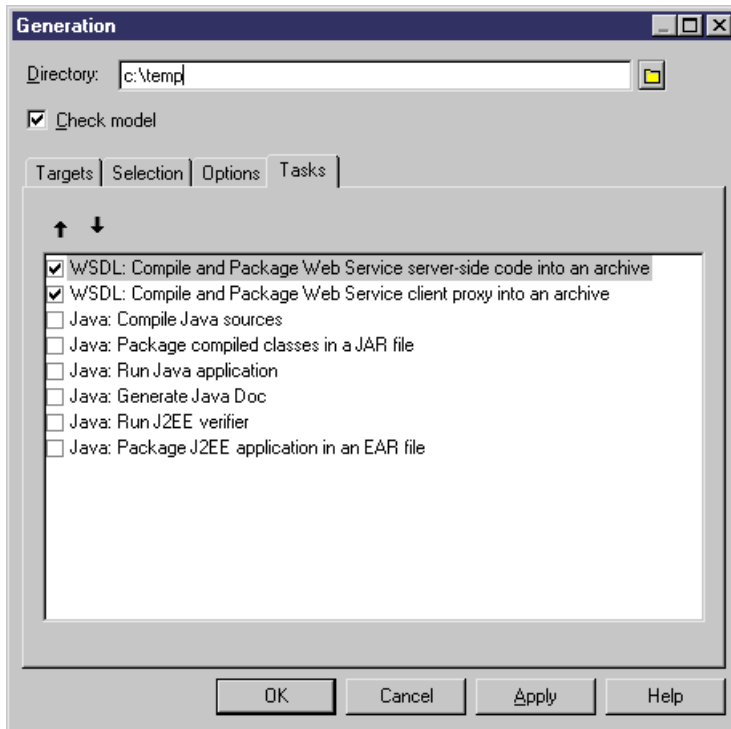 Generation
Directory: c:\temp
Check model
Targets Selection Options Tasks
WSDL: Compile and Package Web Service server-side code into an archive
WSDL: Compile and Package Web Service client proxy into an archive
Java: Compile Java sources
Java: Package compiled classes in a JAR file
Java: Run Java application
Java: Generate Java Doc
Java: Run J2EE verifier
Java: Package J2EE application in an EAR file
OK Cancel Apply Help